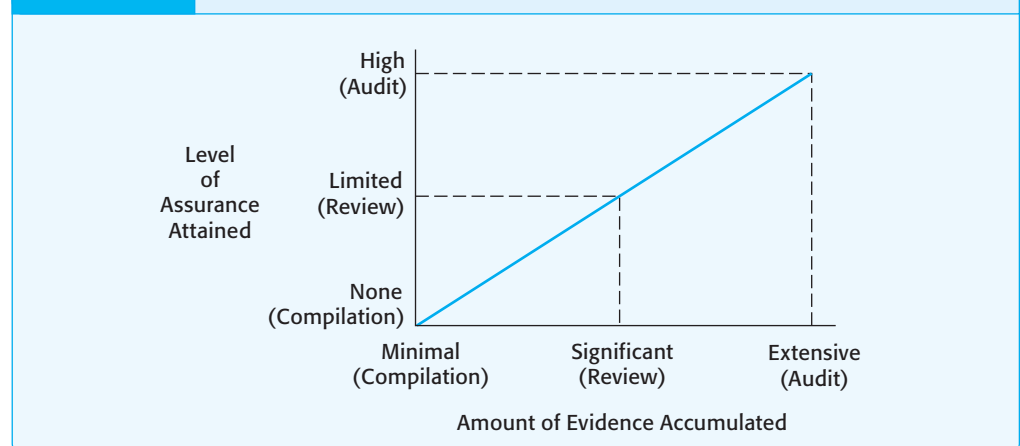 High
(Audit)
Level
of
Assurance
Attained
Limited
(Review)
None
(Compilation)
Minimal
(Compilation)
Significant
(Review)
Extensive
(Audit)
Amount of Evidence Accumulated